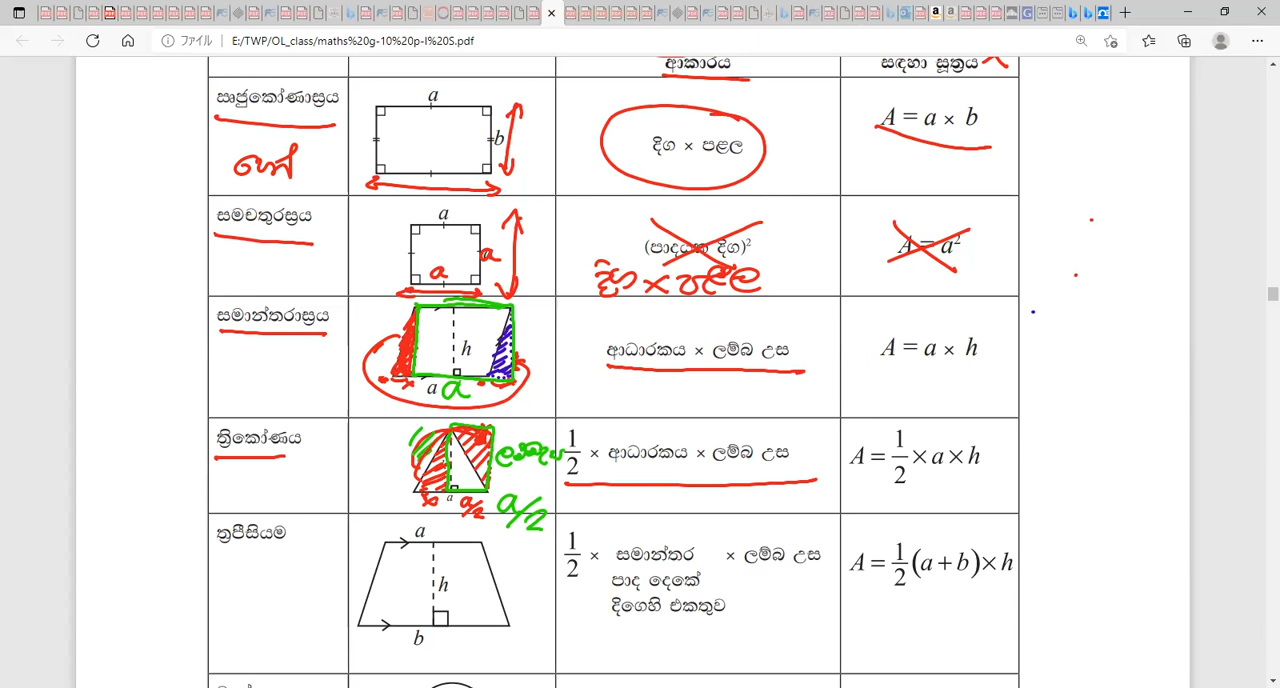 ファイル E:/TWP/OL_class/maths%20g-10%20p-I%20S.pdf
ආකාරය සඳහා සූත්‍රය
සෘජුකෝණාස්‍රය a b දිග × පළල A = a × b
හෝ
සමචතුරස්‍රය a a a (පාදයක දිග)² A = a²
දිග × පළල
සමාන්තරාස්‍රය h a a ආධාරකය × ලම්බ උස A = a × h
ත්‍රිකෝණය a a/2 a/2 1/2 × ආධාරකය × ලම්බ උස A = 1/2 × a × h
ත්‍රපීසියම a h b 1/2 × සමාන්තර × ලම්බ උස A = 1/2 (a + b) × h
පාද දෙකේ
දිගෙහි එකතුව